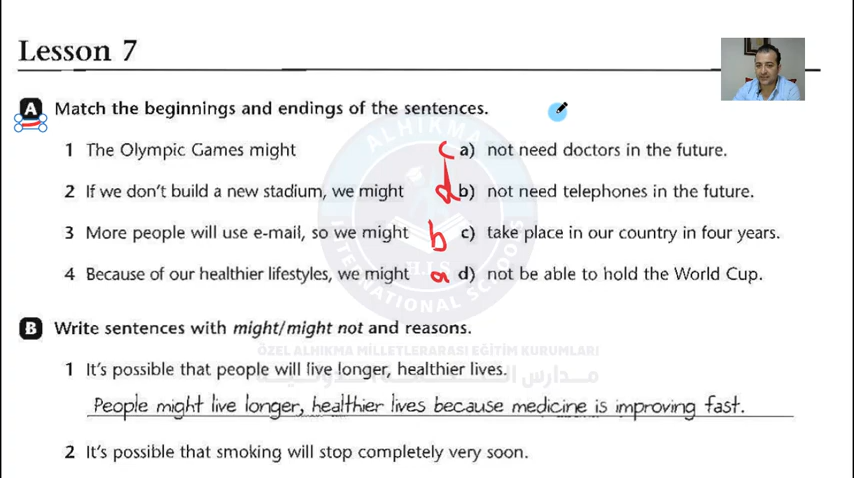 Lesson 7
A Match the beginnings and endings of the sentences.
1 The Olympic Games might c a) not need doctors in the future.
2 If we don't build a new stadium, we might d b) not need telephones in the future.
3 More people will use e-mail, so we might b c) take place in our country in four years.
4 Because of our healthier lifestyles, we might a d) not be able to hold the World Cup.
ALHIKMA
INTERNATIONAL SCHOOLS
H.I.S
B Write sentences with might/might not and reasons.
ÖZEL ALHIKMA MİLLETLERARASI EĞİTİM KURUMLARI
1 It's possible that people will live longer, healthier lives.
People might live longer, healthier lives because medicine is improving fast.
2 It's possible that smoking will stop completely very soon.